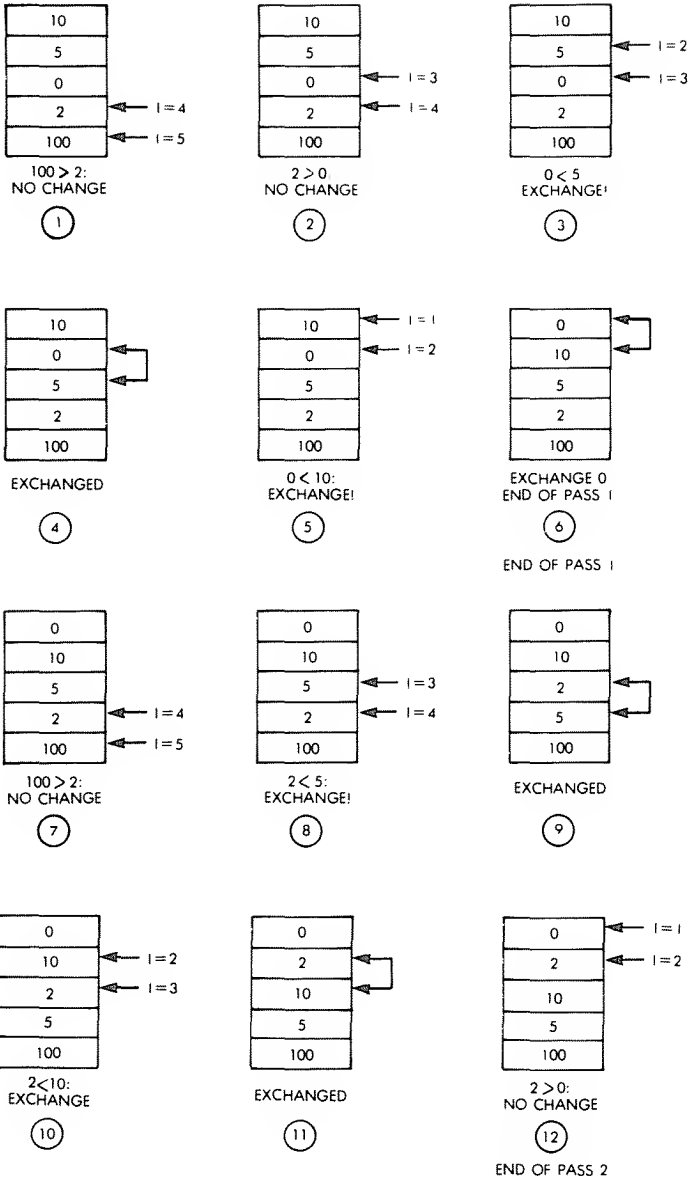 10
5
0
2
100
I = 4
I = 5
100 > 2:
NO CHANGE
1
10
5
0
2
100
I = 3
I = 4
2 > 0
NO CHANGE
2
10
5
0
2
100
I = 2
I = 3
0 < 5
EXCHANGE!
3
10
0
5
2
100
EXCHANGED
4
10
0
5
2
100
I = 1
I = 2
0 < 10:
EXCHANGE!
5
0
10
5
2
100
EXCHANGE 0
END OF PASS 1
6
END OF PASS 1
0
10
5
2
100
I = 4
I = 5
100 > 2:
NO CHANGE
7
0
10
5
2
100
I = 3
I = 4
2 < 5:
EXCHANGE!
8
0
10
2
5
100
EXCHANGED
9
0
10
2
5
100
I = 2
I = 3
2<10:
EXCHANGE
10
0
2
10
5
100
EXCHANGED
11
0
2
10
5
100
I = 1
I = 2
2 > 0:
NO CHANGE
12
END OF PASS 2